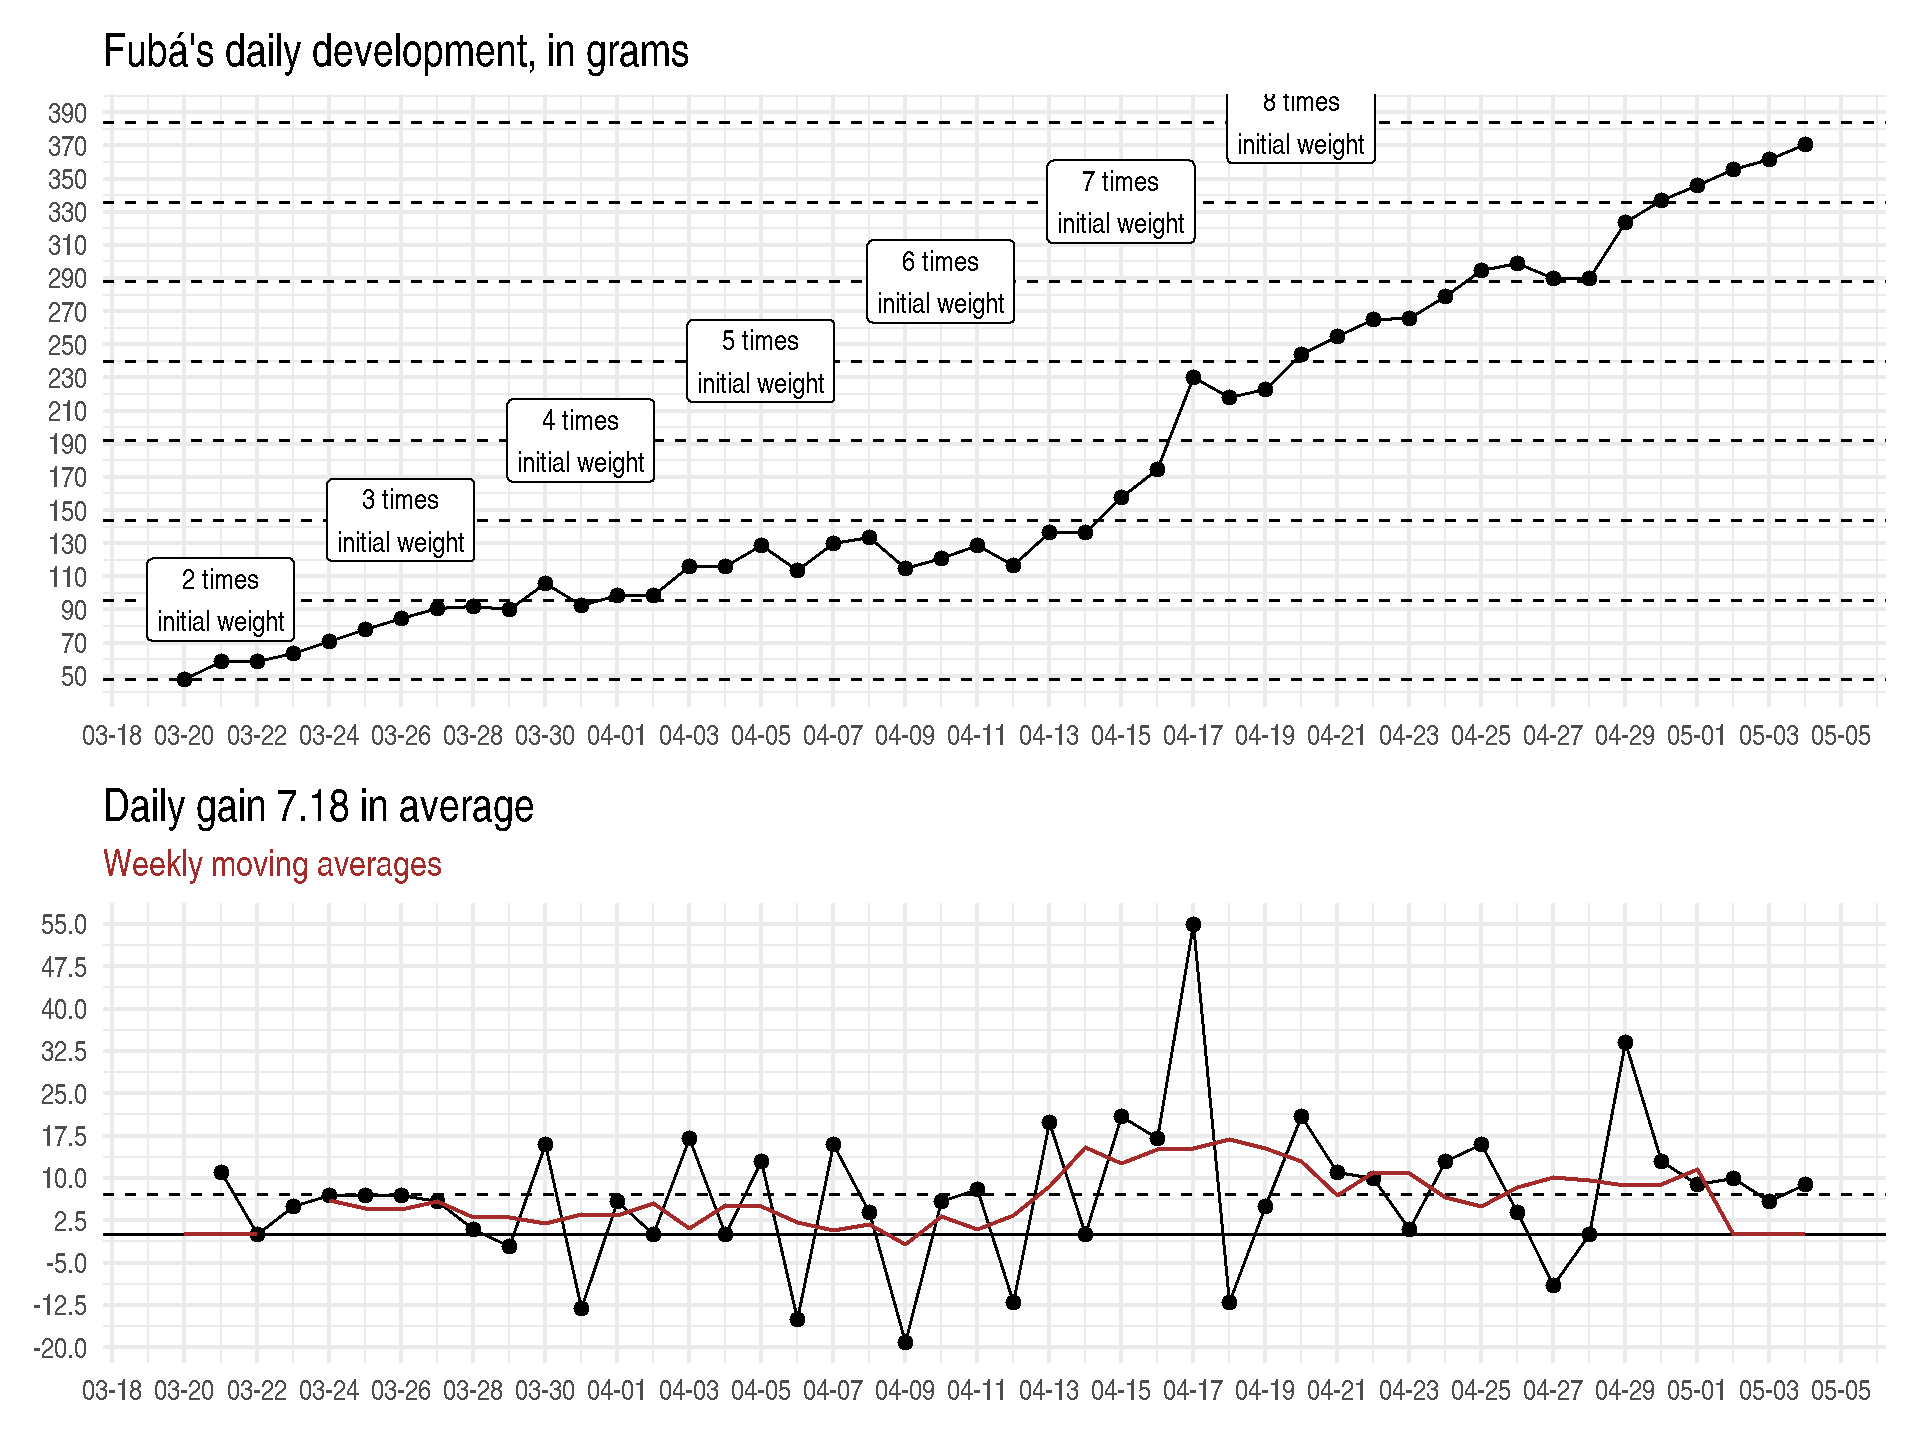 Fubá's daily development, in grams
8 times
initial weight
7 times
initial weight
6 times
initial weight
5 times
initial weight
4 times
initial weight
3 times
initial weight
2 times
initial weight
390
370
350
330
310
290
270
250
230
210
190
170
150
130
110
90
70
50
03-18 03-20 03-22 03-24 03-26 03-28 03-30 04-01 04-03 04-05 04-07 04-09 04-11 04-13 04-15 04-17 04-19 04-21 04-23 04-25 04-27 04-29 05-01 05-03 05-05
Daily gain 7.18 in average
Weekly moving averages
55.0
47.5
40.0
32.5
25.0
17.5
10.0
2.5
-5.0
-12.5
-20.0
03-18 03-20 03-22 03-24 03-26 03-28 03-30 04-01 04-03 04-05 04-07 04-09 04-11 04-13 04-15 04-17 04-19 04-21 04-23 04-25 04-27 04-29 05-01 05-03 05-05